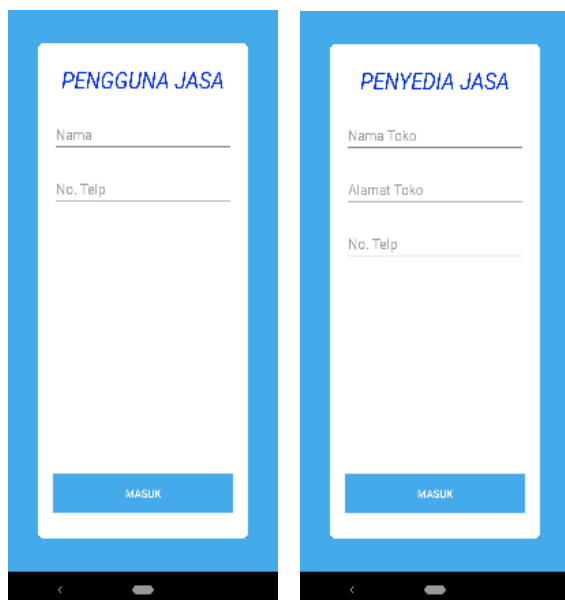 PENGGUNA JASA
Nama
No. Telp
MASUK
PENYEDIA JASA
Nama Toko
Alamat Toko
No. Telp
MASUK